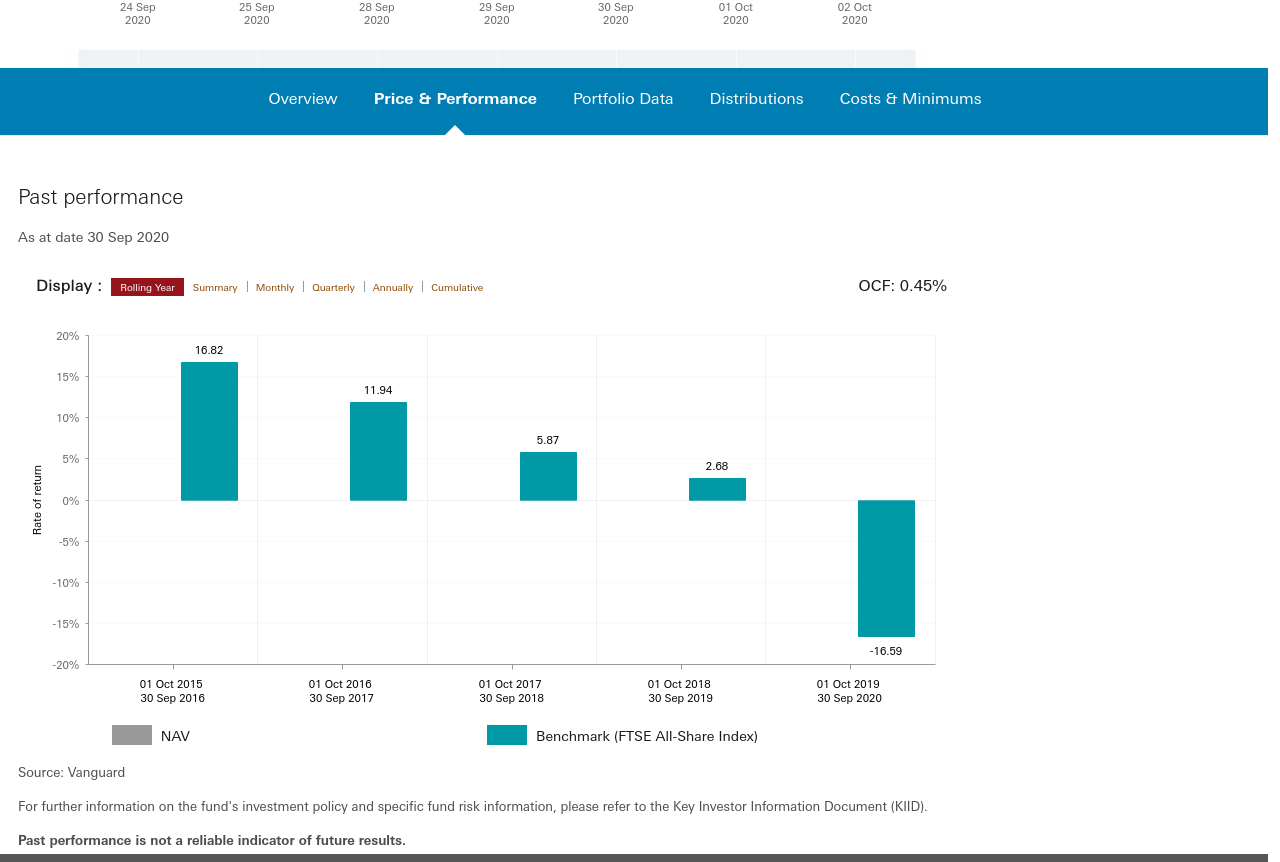 24 Sep 25 Sep 28 Sep 29 Sep 30 Sep 01 Oct 02 Oct
2020 2020 2020 2020 2020 2020 2020
Overview Price & Performance Portfolio Data Distributions Costs & Minimums
Past performance
As at date 30 Sep 2020
Display : Rolling Year Summary Monthly Quarterly Annually Cumulative OCF: 0.45%
20%
15%
10%
5%
0%
-5%
-10%
-15%
-20%
Rate of return
16.82
11.94
5.87
2.68
-16.59
01 Oct 2015 01 Oct 2016 01 Oct 2017 01 Oct 2018 01 Oct 2019
30 Sep 2016 30 Sep 2017 30 Sep 2018 30 Sep 2019 30 Sep 2020
NAV Benchmark (FTSE All-Share Index)
Source: Vanguard
For further information on the fund's investment policy and specific fund risk information, please refer to the Key Investor Information Document (KIID).
Past performance is not a reliable indicator of future results.